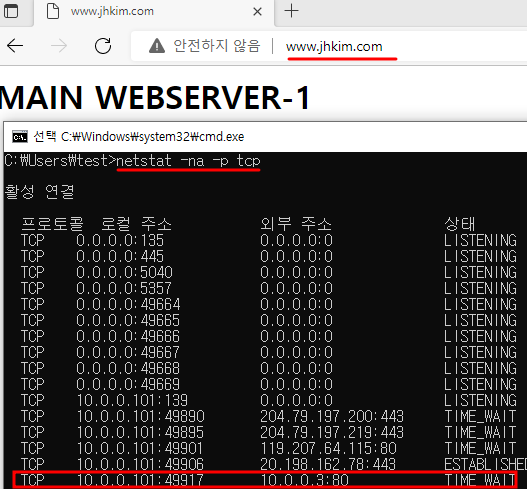 www.jhkim.com
안전하지 않음
www.jhkim.com
MAIN WEBSERVER-1
선택 C:₩Windows₩system32₩cmd.exe
C:₩Users₩test>netstat -na -p tcp
활성 연결
프로토콜 로컬 주소 외부 주소 상태
TCP 0.0.0.0:135 0.0.0.0:0 LISTENING
TCP 0.0.0.0:445 0.0.0.0:0 LISTENING
TCP 0.0.0.0:5040 0.0.0.0:0 LISTENING
TCP 0.0.0.0:5357 0.0.0.0:0 LISTENING
TCP 0.0.0.0:49664 0.0.0.0:0 LISTENING
TCP 0.0.0.0:49665 0.0.0.0:0 LISTENING
TCP 0.0.0.0:49666 0.0.0.0:0 LISTENING
TCP 0.0.0.0:49667 0.0.0.0:0 LISTENING
TCP 0.0.0.0:49668 0.0.0.0:0 LISTENING
TCP 0.0.0.0:49669 0.0.0.0:0 LISTENING
TCP 10.0.0.101:139 0.0.0.0:0 LISTENING
TCP 10.0.0.101:49890 204.79.197.200:443 TIME_WAIT
TCP 10.0.0.101:49895 204.79.197.219:443 TIME_WAIT
TCP 10.0.0.101:49901 119.207.64.115:80 TIME_WAIT
TCP 10.0.0.101:49906 20.198.162.78:443 ESTABLISHED
TCP 10.0.0.101:49917 10.0.0.3:80 TIME_WAIT